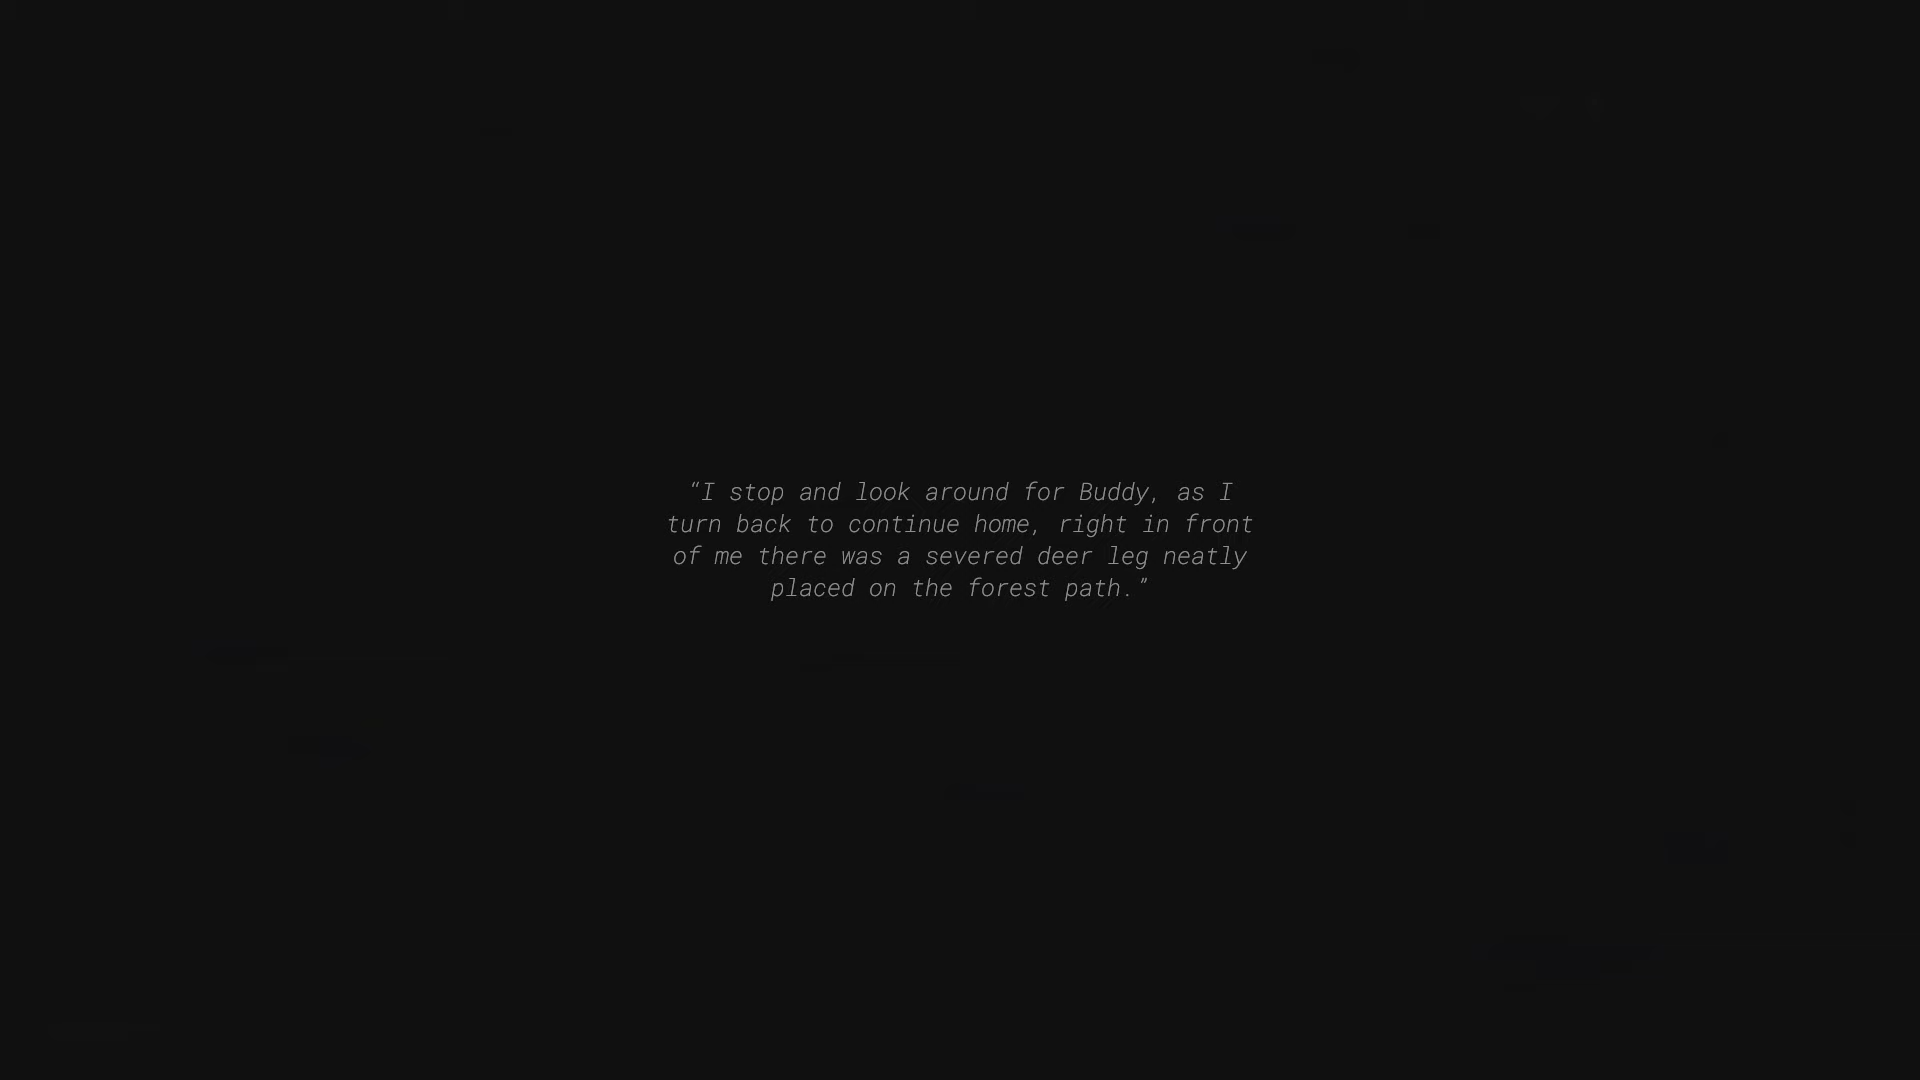 “I stop and look around for Buddy, as I
turn back to continue home, right in front
of me there was a severed deer leg neatly
placed on the forest path.”